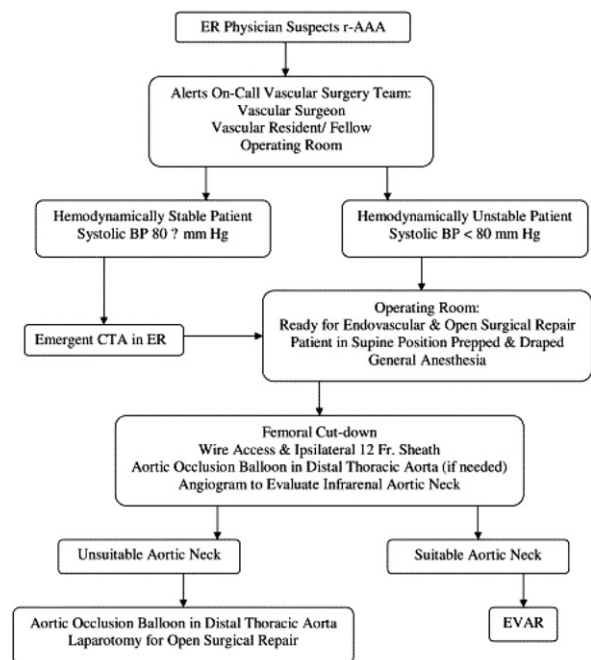 ER Physician Suspects r-AAA
Alerts On-Call Vascular Surgery Team:
Vascular Surgeon
Vascular Resident/ Fellow
Operating Room
Hemodynamically Stable Patient
Systolic BP 80 ? mm Hg
Hemodynamically Unstable Patient
Systolic BP < 80 mm Hg
Emergent CTA in ER
Operating Room:
Ready for Endovascular & Open Surgical Repair
Patient in Supine Position Prepped & Draped
General Anesthesia
Femoral Cut-down
Wire Access & Ipsilateral 12 Fr. Sheath
Aortic Occlusion Balloon in Distal Thoracic Aorta (if needed)
Angiogram to Evaluate Infrarenal Aortic Neck
Unsuitable Aortic Neck
Suitable Aortic Neck
Aortic Occlusion Balloon in Distal Thoracic Aorta
Laparotomy for Open Surgical Repair
EVAR